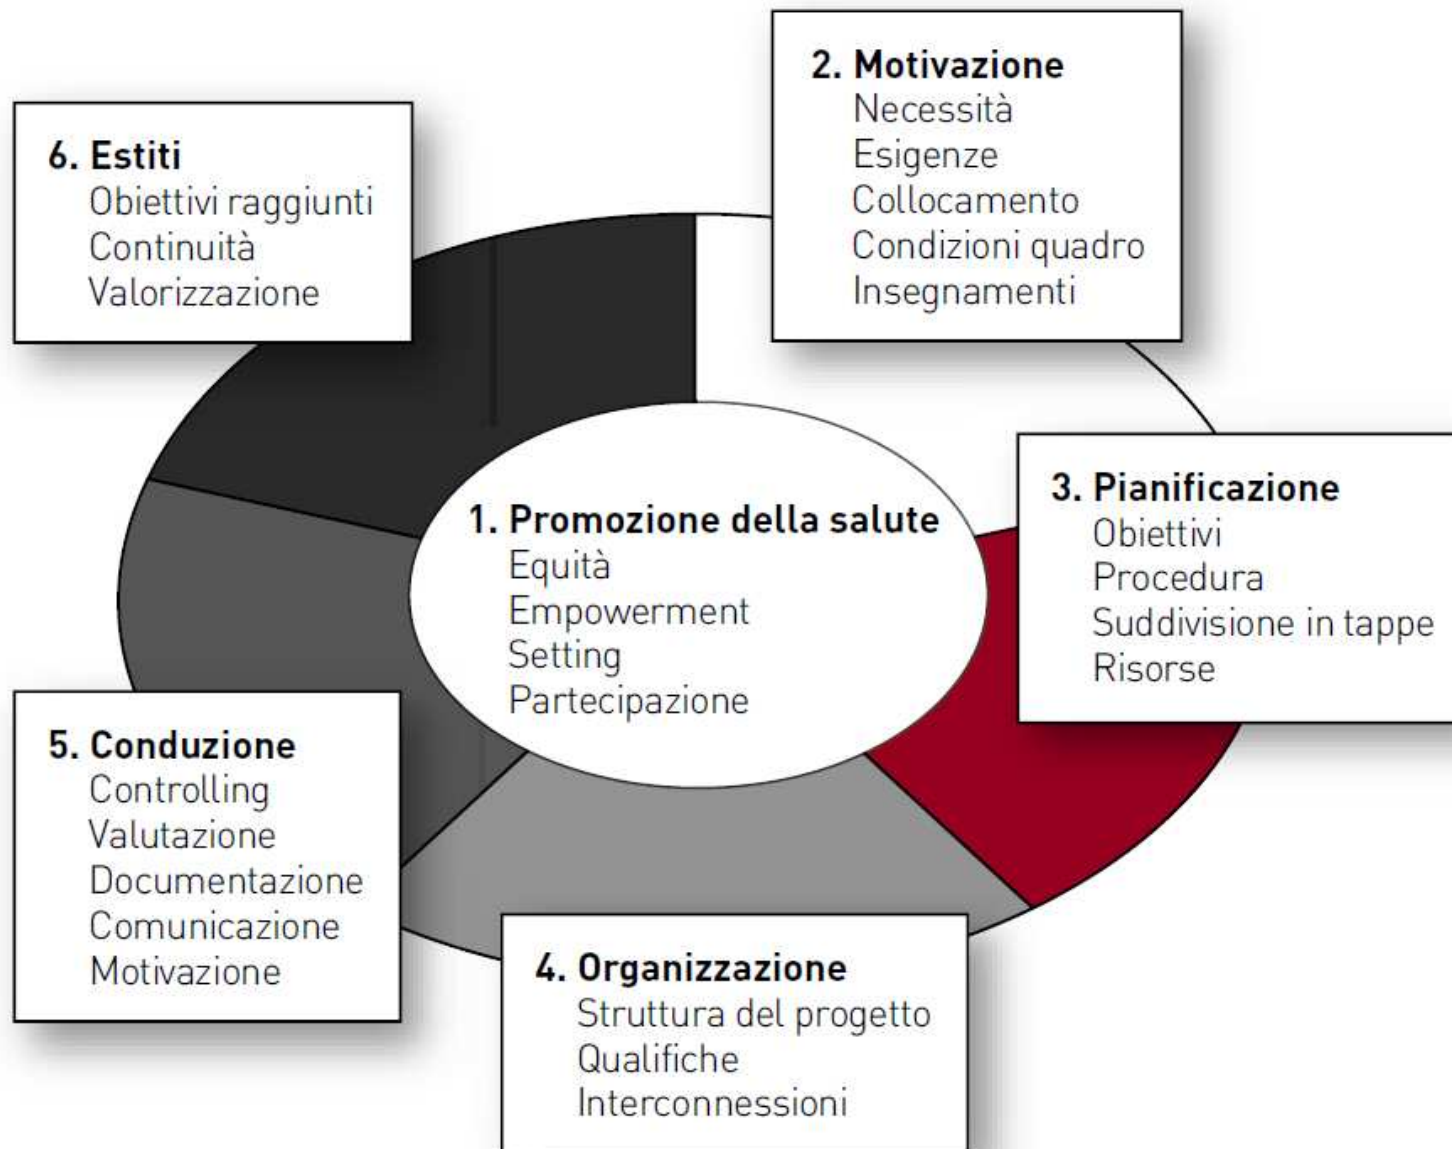 1. Promozione della salute
Equità
Empowerment
Setting
Partecipazione
2. Motivazione
Necessità
Esigenze
Collocamento
Condizioni quadro
Insegnamenti
3. Pianificazione
Obiettivi
Procedura
Suddivisione in tappe
Risorse
4. Organizzazione
Struttura del progetto
Qualifiche
Interconnessioni
5. Conduzione
Controlling
Valutazione
Documentazione
Comunicazione
Motivazione
6. Estiti
Obiettivi raggiunti
Continuità
Valorizzazione